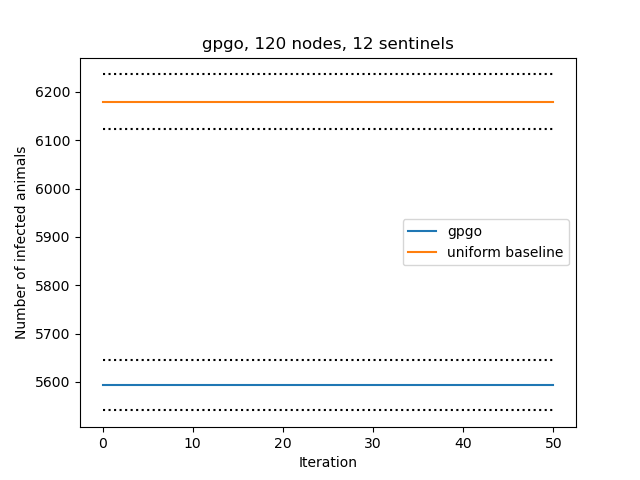 gpgo, 120 nodes, 12 sentinels
Number of infected animals
6200
6100
6000
5900
5800
5700
5600
gpgo
uniform baseline
0 10 20 30 40 50
Iteration